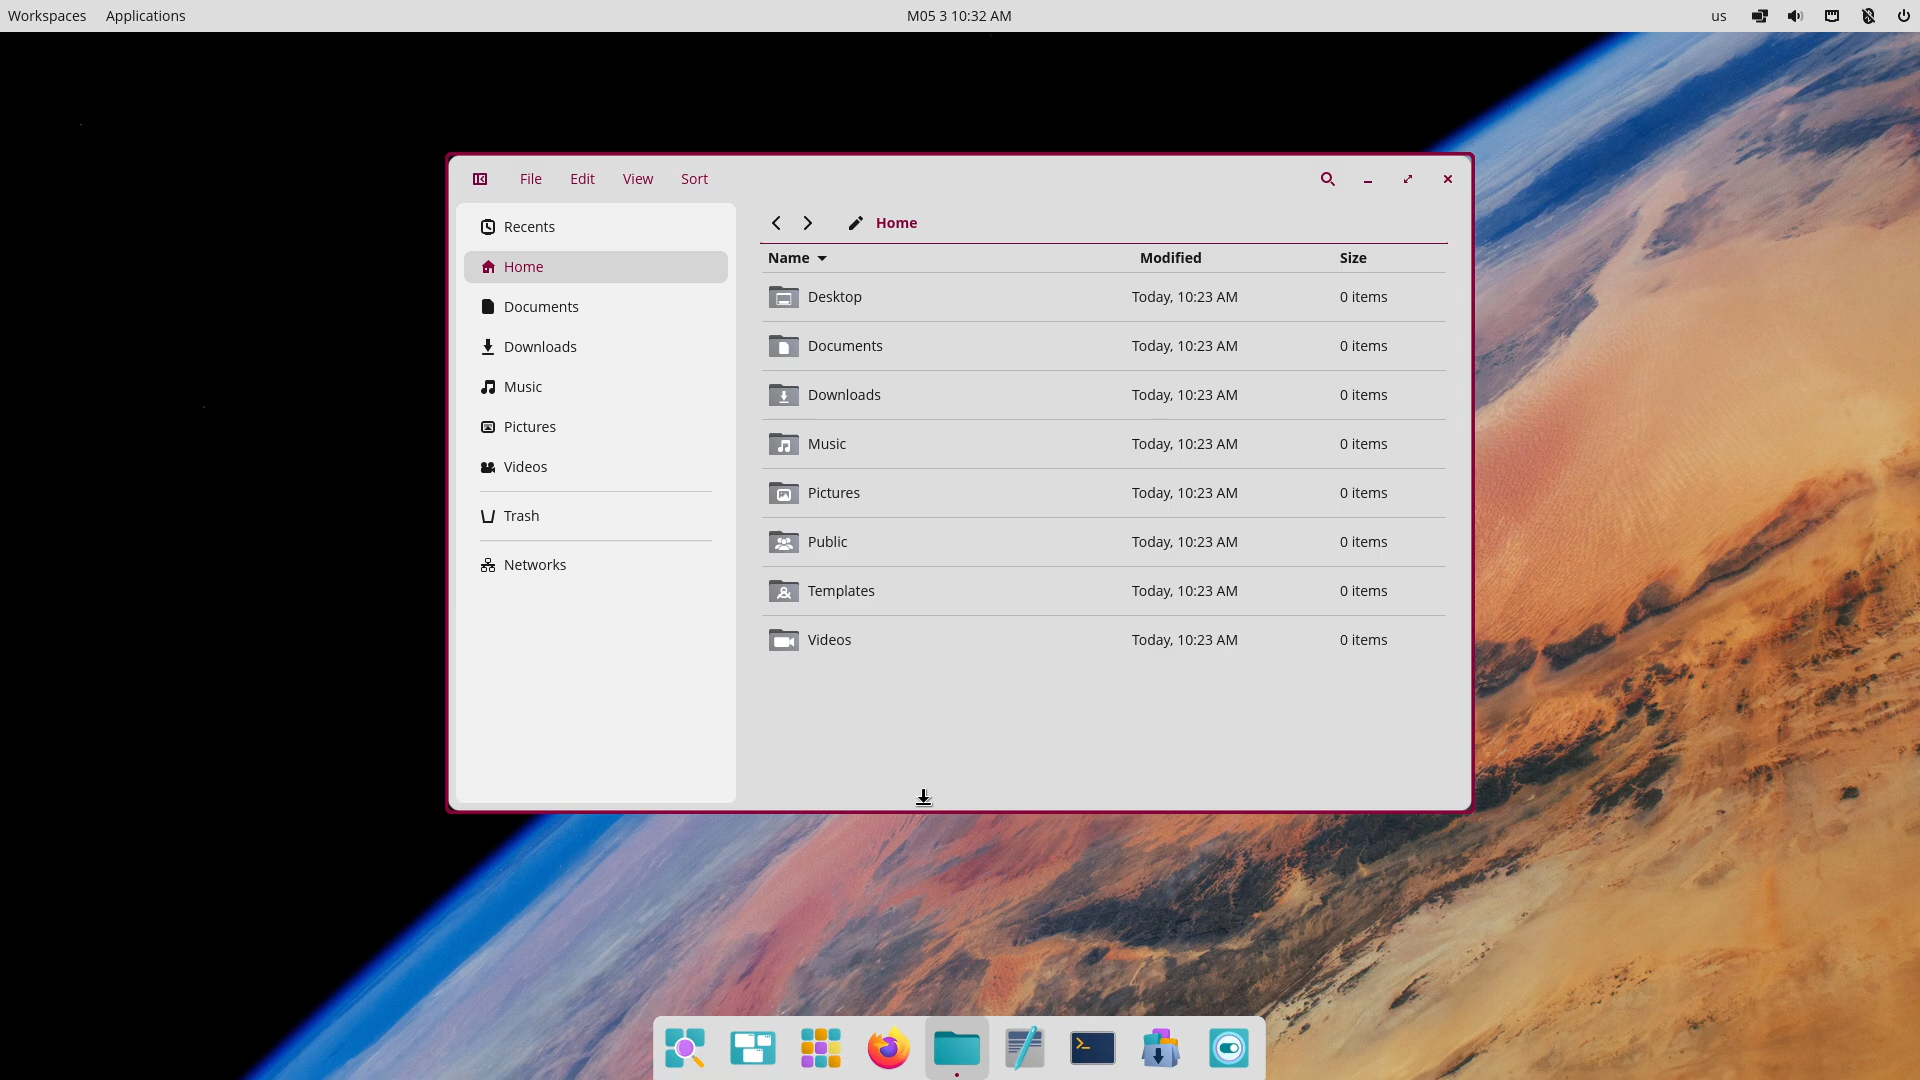 Workspaces Applications M05 3 10:32 AM us
File Edit View Sort
Recents
Home
Documents
Downloads
Music
Pictures
Videos
Trash
Networks
Home
Name Modified Size
Desktop Today, 10:23 AM 0 items
Documents Today, 10:23 AM 0 items
Downloads Today, 10:23 AM 0 items
Music Today, 10:23 AM 0 items
Pictures Today, 10:23 AM 0 items
Public Today, 10:23 AM 0 items
Templates Today, 10:23 AM 0 items
Videos Today, 10:23 AM 0 items